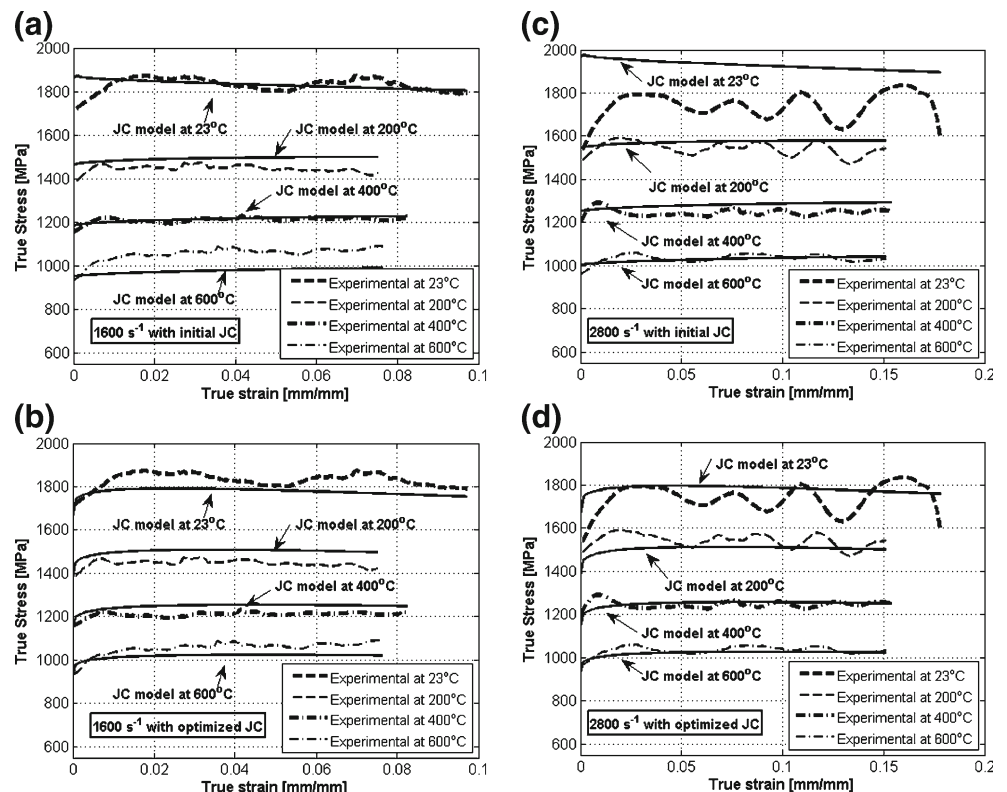 (a)
2000
1800
1600
1400
1200
1000
800
600
True Stress [MPa]
JC model at 23°C
JC model at 200°C
JC model at 400°C
JC model at 600°C
1600 s⁻¹ with initial JC
Experimental at 23°C
Experimental at 200°C
Experimental at 400°C
Experimental at 600°C
0 0.02 0.04 0.06 0.08 0.1
True strain [mm/mm]
(c)
2000
1800
1600
1400
1200
1000
800
600
True Stress [MPa]
JC model at 23°C
JC model at 200°C
JC model at 400°C
JC model at 600°C
2800 s⁻¹ with initial JC
Experimental at 23°C
Experimental at 200°C
Experimental at 400°C
Experimental at 600°C
0 0.05 0.1 0.15 0.2
True strain [mm/mm]
(b)
2000
1800
1600
1400
1200
1000
800
600
True Stress [MPa]
JC model at 23°C
JC model at 200°C
JC model at 400°C
JC model at 600°C
1600 s⁻¹ with optimized JC
Experimental at 23°C
Experimental at 200°C
Experimental at 400°C
Experimental at 600°C
0 0.02 0.04 0.06 0.08 0.1
True strain [mm/mm]
(d)
2000
1800
1600
1400
1200
1000
800
600
True Stress [MPa]
JC model at 23°C
JC model at 200°C
JC model at 400°C
JC model at 600°C
2800 s⁻¹ with optimized JC
Experimental at 23°C
Experimental at 200°C
Experimental at 400°C
Experimental at 600°C
0 0.05 0.1 0.15 0.2
True strain [mm/mm]